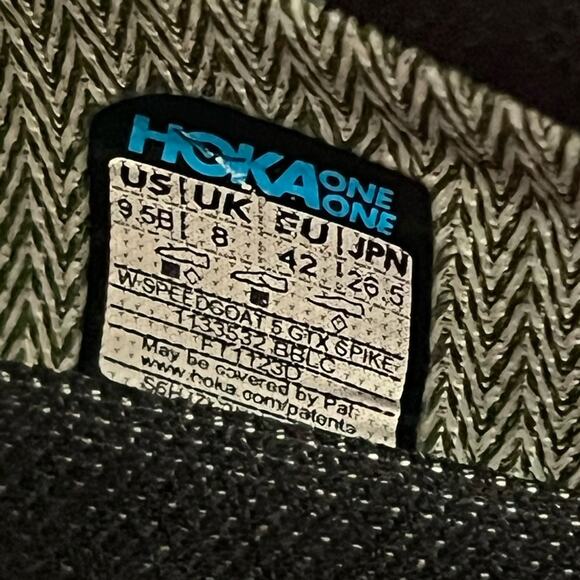 HOKA ONE ONE
US UK EU JPN
9.5B 8 42 26.5
W SPEEDGOAT 5 GTX SPIKE
1133532 BBLC
FT1123D
May be covered by Pat.
www.hoka.com/patents